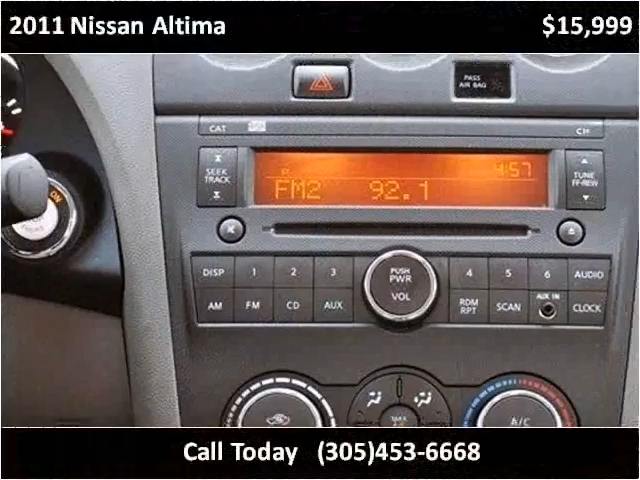 2011 Nissan Altima $15,999
PASS
AIR BAG
CAT
SEEK
TRACK
4:57
FM2 92.1
TUNE
FF·REW
ON
DISP 1 2 3 PUSH PWR VOL 4 5 6 AUDIO
AM FM CD AUX RDM RPT SCAN AUX IN CLOCK
A/C
Call Today (305)453-6668